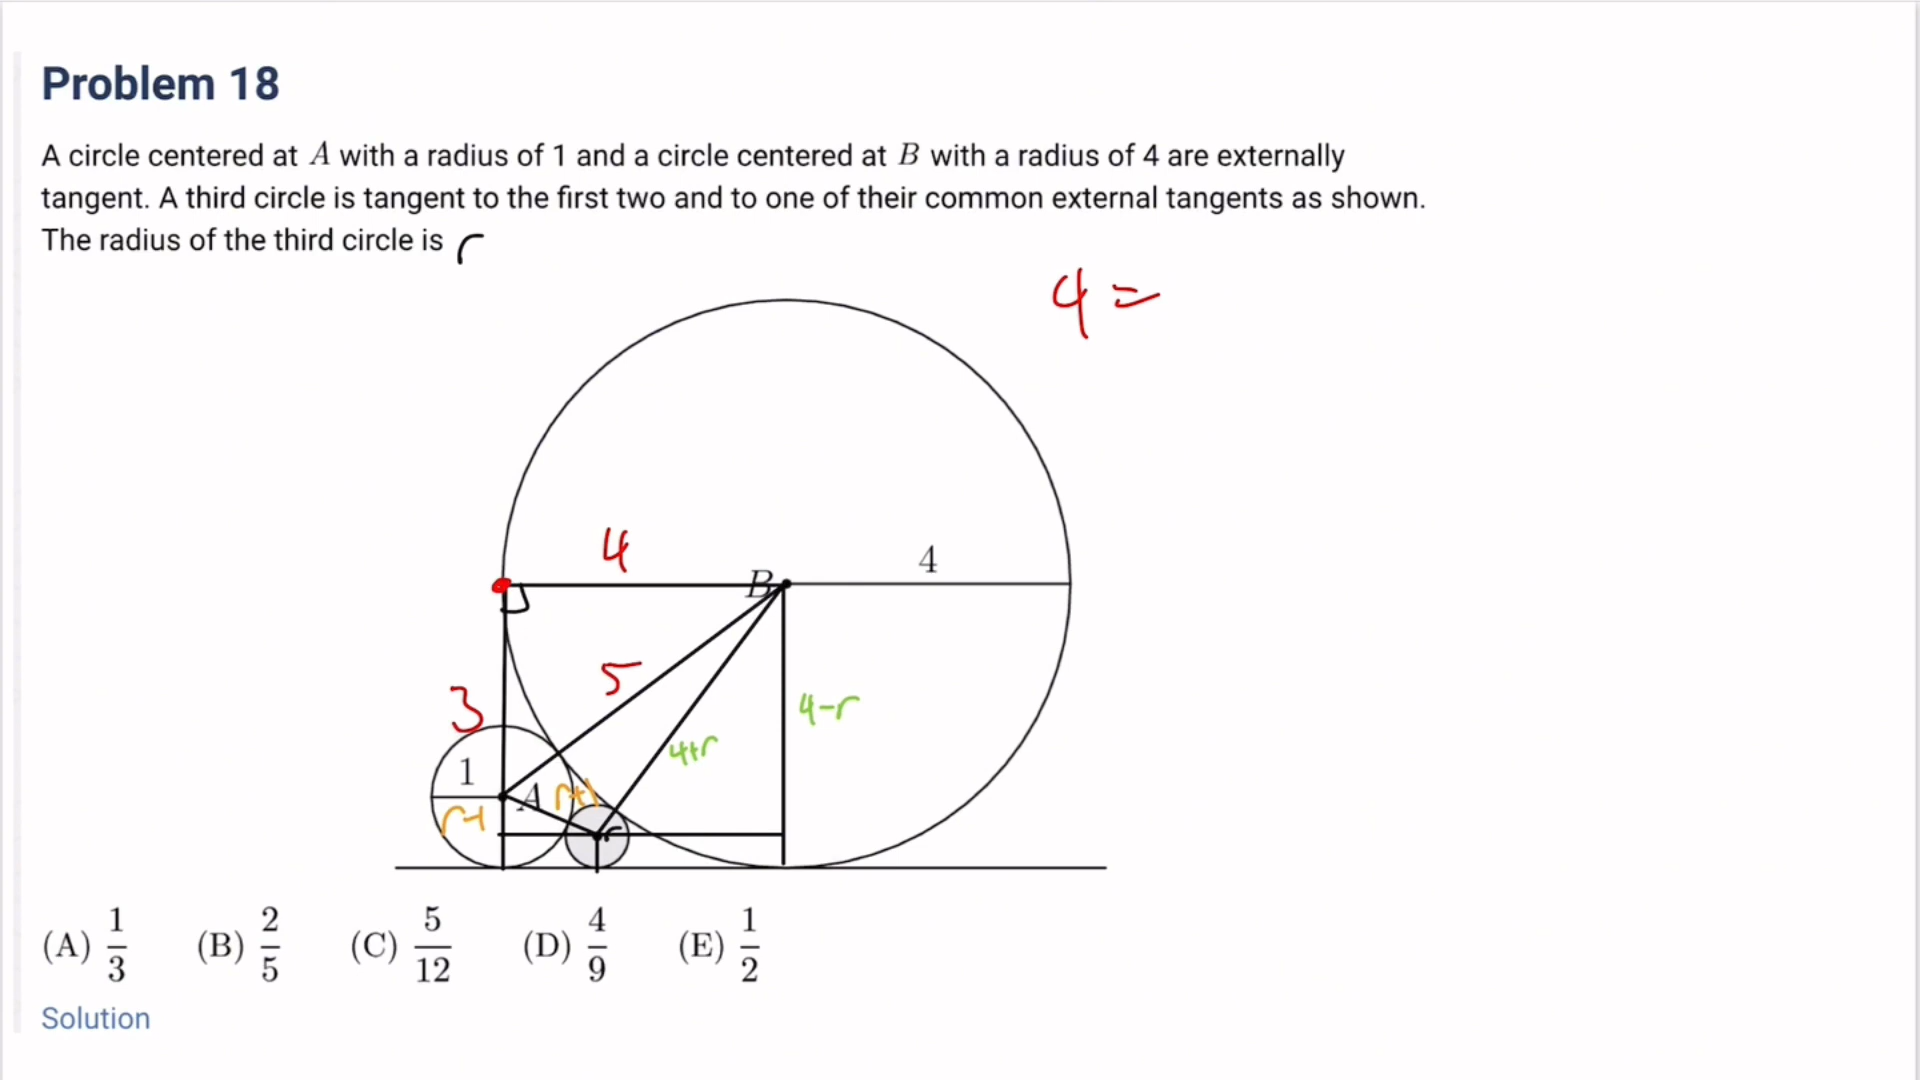 Problem 18
A circle centered at A with a radius of 1 and a circle centered at B with a radius of 4 are externally
tangent. A third circle is tangent to the first two and to one of their common external tangents as shown.
The radius of the third circle is r
4 =
4
B
4
5
3
4-r
4+r
1
A
r+1
r-1
r
(A) 1/3 (B) 2/5 (C) 5/12 (D) 4/9 (E) 1/2
Solution